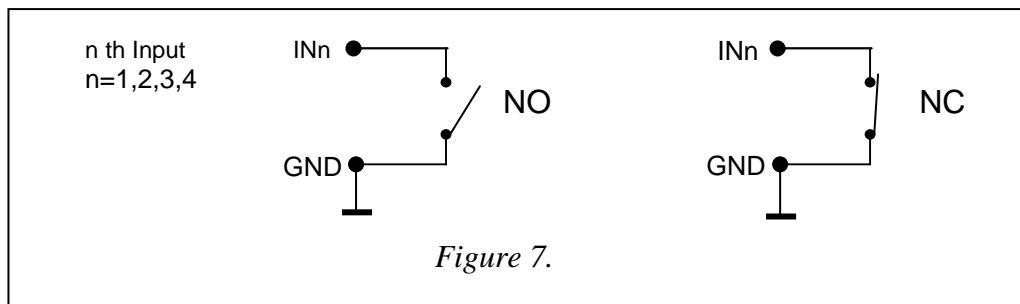 n th Input
n=1,2,3,4
INn
NO
GND
INn
NC
GND
Figure 7.